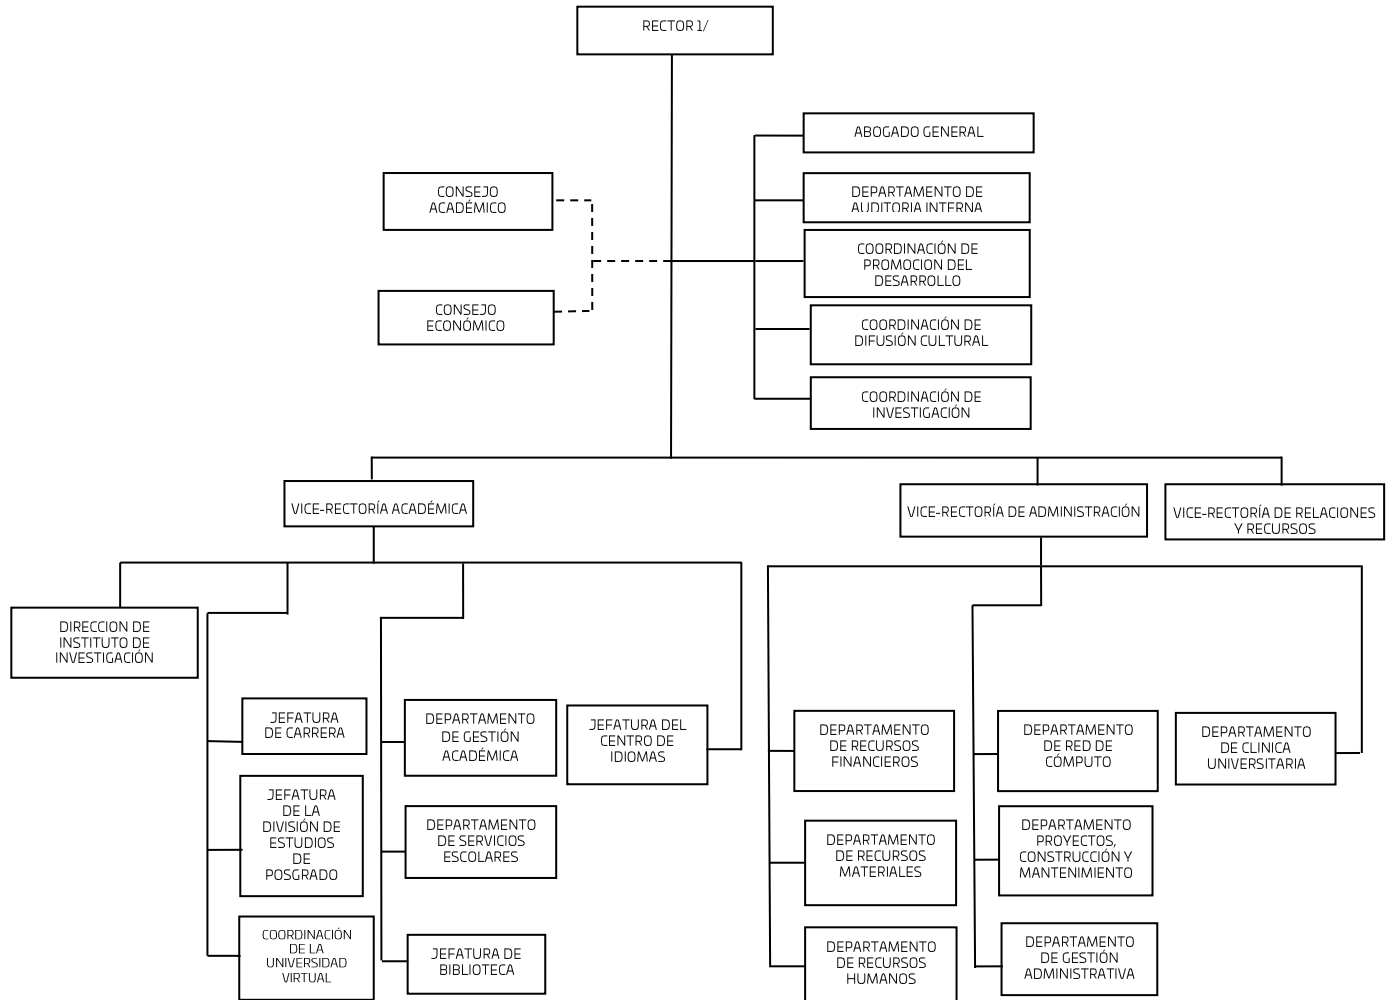 RECTOR 1/
ABOGADO GENERAL
CONSEJO
ACADÉMICO
DEPARTAMENTO DE
AUDITORIA INTERNA
COORDINACIÓN DE
PROMOCION DEL
DESARROLLO
CONSEJO
ECONÓMICO
COORDINACIÓN DE
DIFUSIÓN CULTURAL
COORDINACIÓN DE
INVESTIGACIÓN
VICE-RECTORÍA ACADÉMICA
VICE-RECTORÍA DE ADMINISTRACIÓN
VICE-RECTORÍA DE RELACIONES
Y RECURSOS
DIRECCION DE
INSTITUTO DE
INVESTIGACIÓN
JEFATURA
DE CARRERA
JEFATURA
DE LA
DIVISIÓN DE
ESTUDIOS
DE
POSGRADO
COORDINACIÓN
DE LA
UNIVERSIDAD
VIRTUAL
DEPARTAMENTO
DE GESTIÓN
ACADÉMICA
DEPARTAMENTO
DE SERVICIOS
ESCOLARES
JEFATURA DE
BIBLIOTECA
JEFATURA DEL
CENTRO DE
IDIOMAS
DEPARTAMENTO
DE RECURSOS
FINANCIEROS
DEPARTAMENTO
DE RECURSOS
MATERIALES
DEPARTAMENTO
DE RECURSOS
HUMANOS
DEPARTAMENTO
DE RED DE
CÓMPUTO
DEPARTAMENTO
PROYECTOS,
CONSTRUCCIÓN Y
MANTENIMIENTO
DEPARTAMENTO
DE GESTIÓN
ADMINISTRATIVA
DEPARTAMENTO
DE CLINICA
UNIVERSITARIA